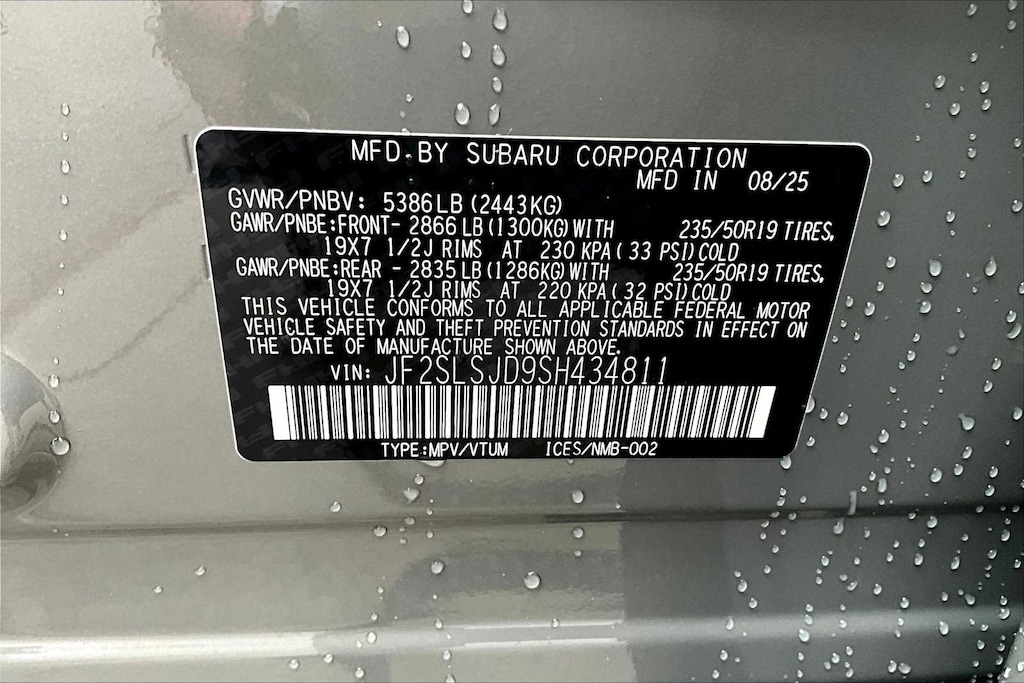 MFD.BY SUBARU CORPORATION
MFD IN 08/25
GVWR/PNBV: 5386LB(2443KG)
GAWR/PNBE:FRONT- 2866LB(1300KG)WITH 235/50R19 TIRES,
19X7 1/2J RIMS AT 230 KPA( 33 PSI)COLD
GAWR/PNBE:REAR - 2835LB(1286KG)WITH 235/50R19 TIRES,
19X7 1/2J RIMS AT 220 KPA( 32 PSI)COLD
THIS VEHICLE CONFORMS TO ALL APPLICABLE FEDERAL MOTOR
VEHICLE SAFETY AND THEFT PREVENTION STANDARDS IN EFFECT ON
THE DATE OF MANUFACTURE SHOWN ABOVE.
VIN: JF2SLSJD9SH434811
TYPE:MPV/VTUM ICES/NMB-002